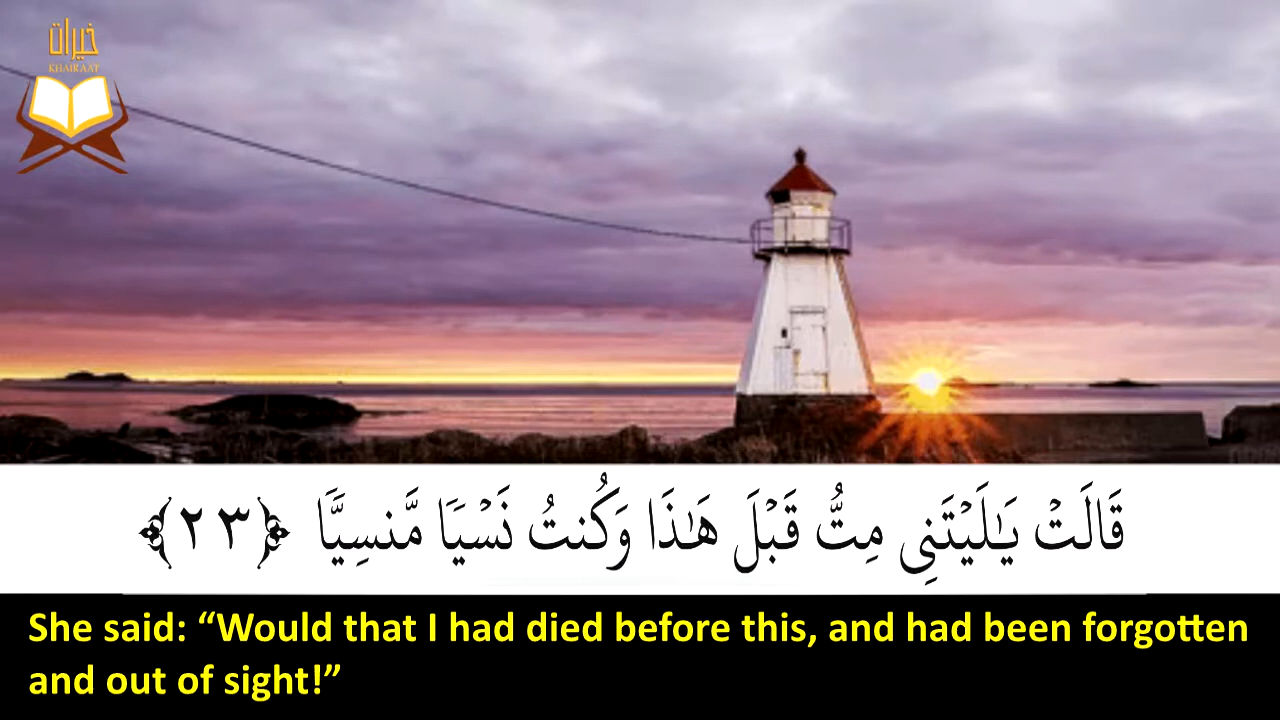 خيرات
KHAIRAAT
قَالَتْ يَـٰلَيْتَنِى مِتُّ قَبْلَ هَـٰذَا وَكُنتُ نَسْيًا مَّنسِيًّا ﴿٢٣﴾
She said: “Would that I had died before this, and had been forgotten
and out of sight!”